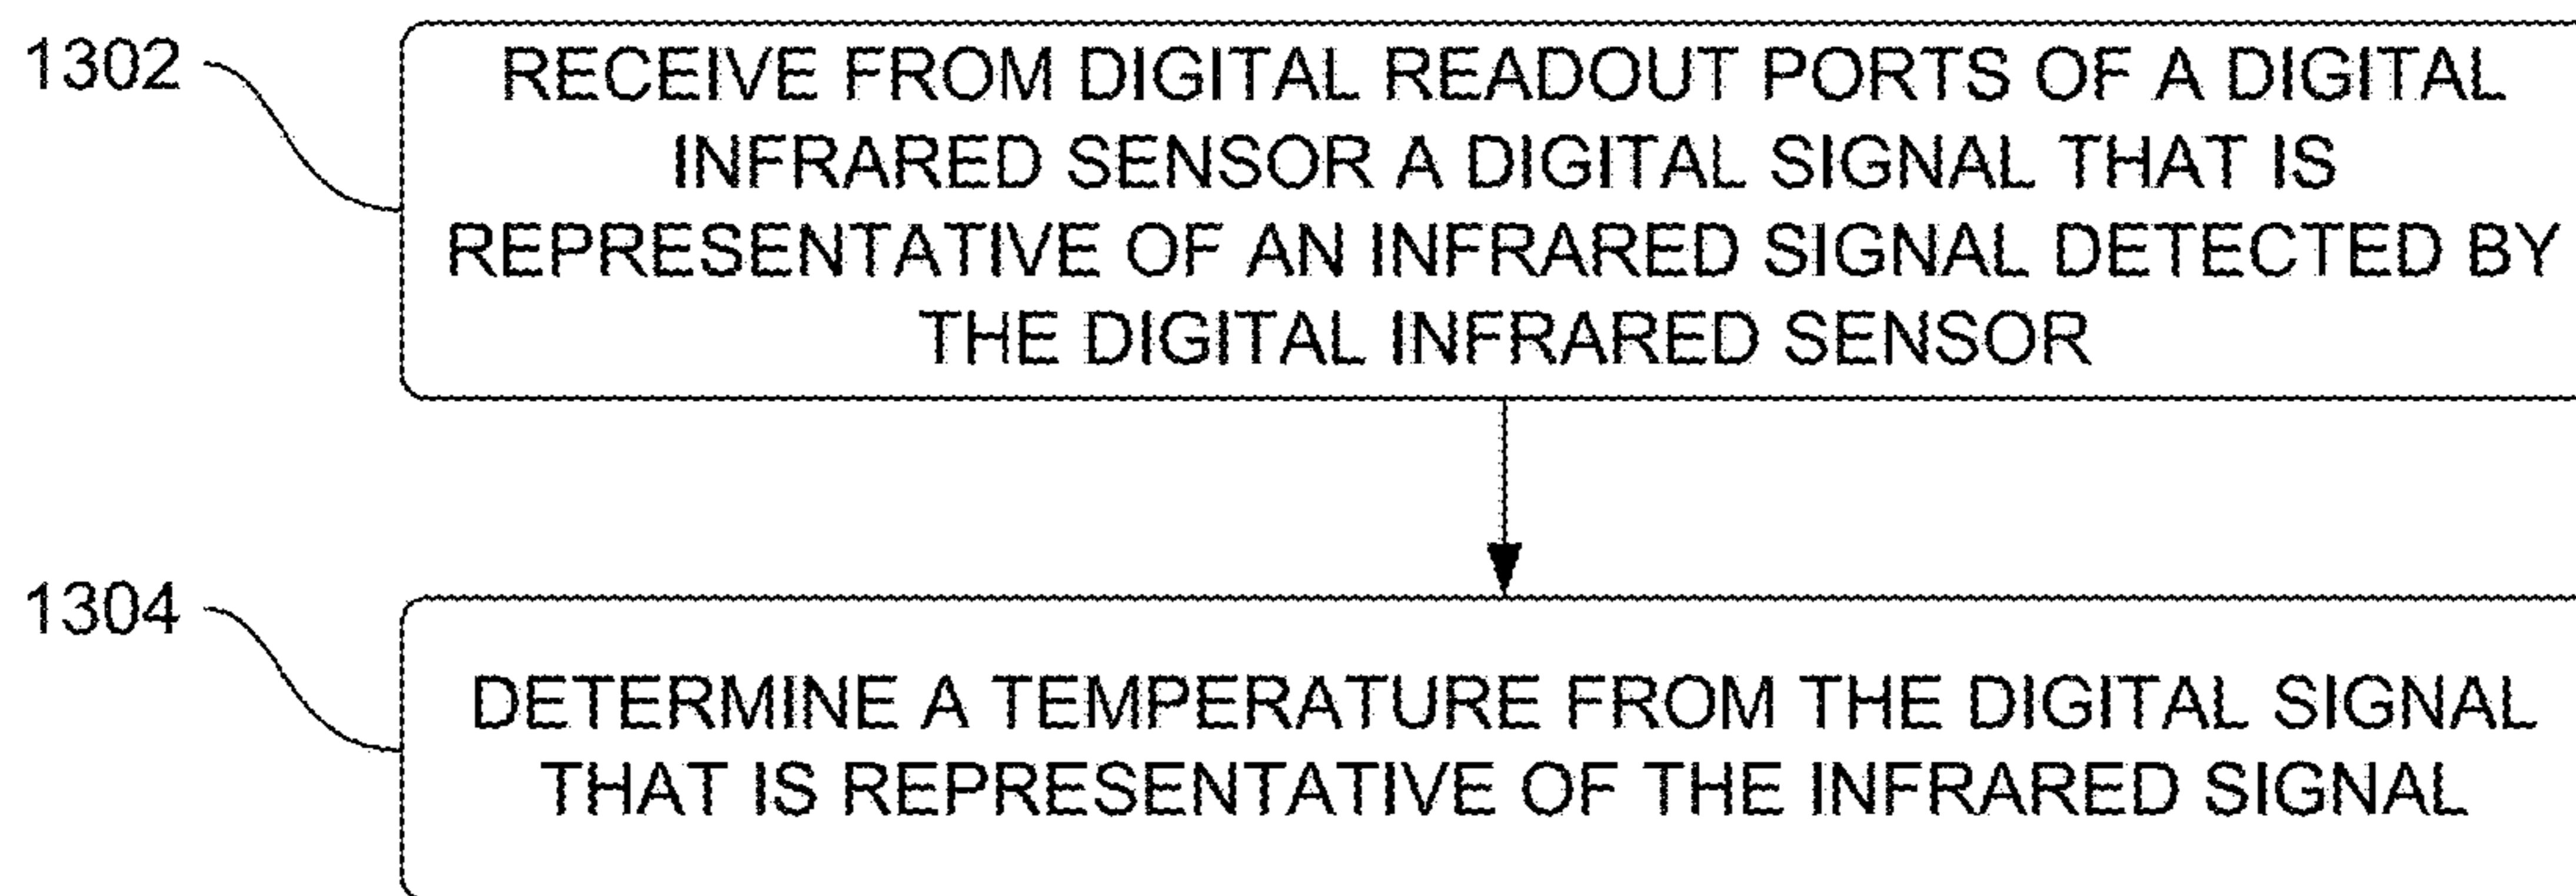 1302
RECEIVE FROM DIGITAL READOUT PORTS OF A DIGITAL
INFRARED SENSOR A DIGITAL SIGNAL THAT IS
REPRESENTATIVE OF AN INFRARED SIGNAL DETECTED BY
THE DIGITAL INFRARED SENSOR
1304
DETERMINE A TEMPERATURE FROM THE DIGITAL SIGNAL
THAT IS REPRESENTATIVE OF THE INFRARED SIGNAL